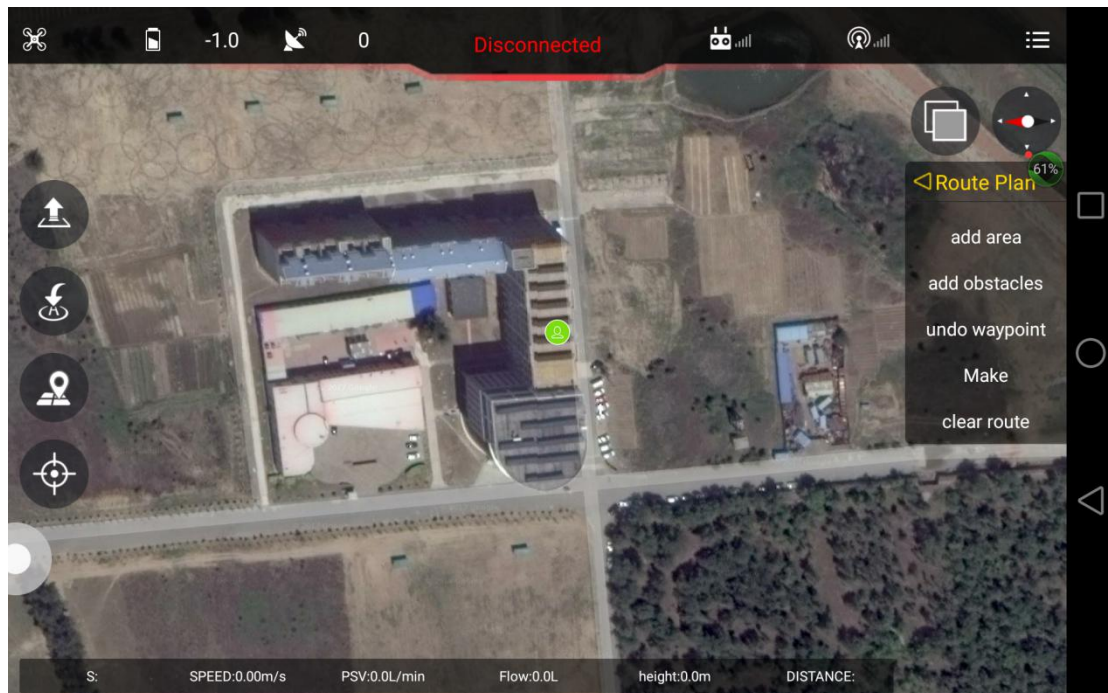 -1.0 0 Disconnected
61%
Route Plan
add area
add obstacles
undo waypoint
Make
clear route
S: SPEED:0.00m/s PSV:0.0L/min Flow:0.0L height:0.0m DISTANCE: